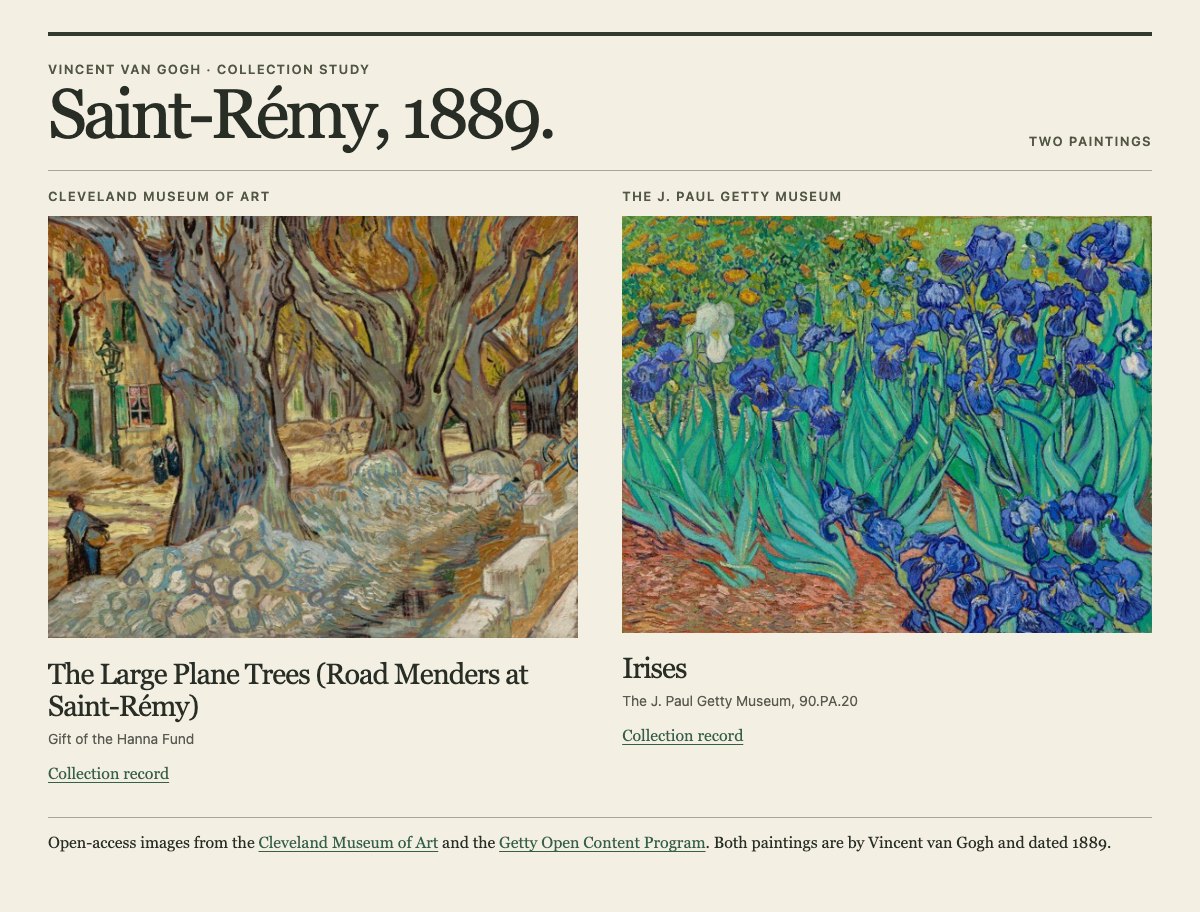 VINCENT VAN GOGH · COLLECTION STUDY
Saint-Rémy, 1889.
TWO PAINTINGS
CLEVELAND MUSEUM OF ART
The Large Plane Trees (Road Menders at
Saint-Rémy)
Gift of the Hanna Fund
Collection record
THE J. PAUL GETTY MUSEUM
Irises
The J. Paul Getty Museum, 90.PA.20
Collection record
Open-access images from the Cleveland Museum of Art and the Getty Open Content Program. Both paintings are by Vincent van Gogh and dated 1889.